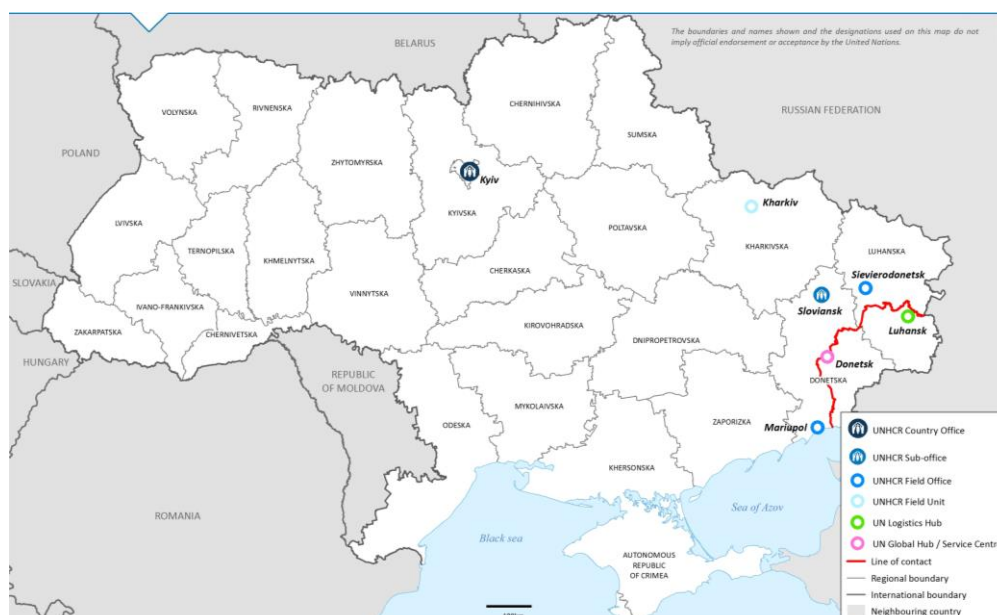 The boundaries and names shown and the designations used on this map do not
imply official endorsement or acceptance by the United Nations.
BELARUS
RUSSIAN FEDERATION
POLAND
SLOVAKIA
HUNGARY
ROMANIA
REPUBLIC
OF MOLDOVA
VOLYNSKA
RIVNENSKA
ZHYTOMYRSKA
CHERNIHIVSKA
SUMSKA
Kyiv
KYIVSKA
LVIVSKA
TERNOPILSKA
KHMELNYTSKA
VINNYTSKA
CHERKASKA
POLTAVSKA
Kharkiv
KHARKIVSKA
LUHANSKA
Sievierodonetsk
Sloviansk
Luhansk
IVANO-FRANKIVSKA
ZAKARPATSKA
CHERNIVETSKA
KIROVOHRADSKA
DNIPROPETROVSKA
Donetsk
DONETSKA
ODESKA
MYKOLAIVSKA
ZAPORIZKA
Mariupol
KHERSONSKA
Sea of Azov
Black sea
AUTONOMOUS
REPUBLIC
OF CRIMEA
UNHCR Country Office
UNHCR Sub-office
UNHCR Field Office
UNHCR Field Unit
UN Logistics Hub
UN Global Hub / Service Centr
Line of contact
Regional boundary
International boundary
Neighbouring country